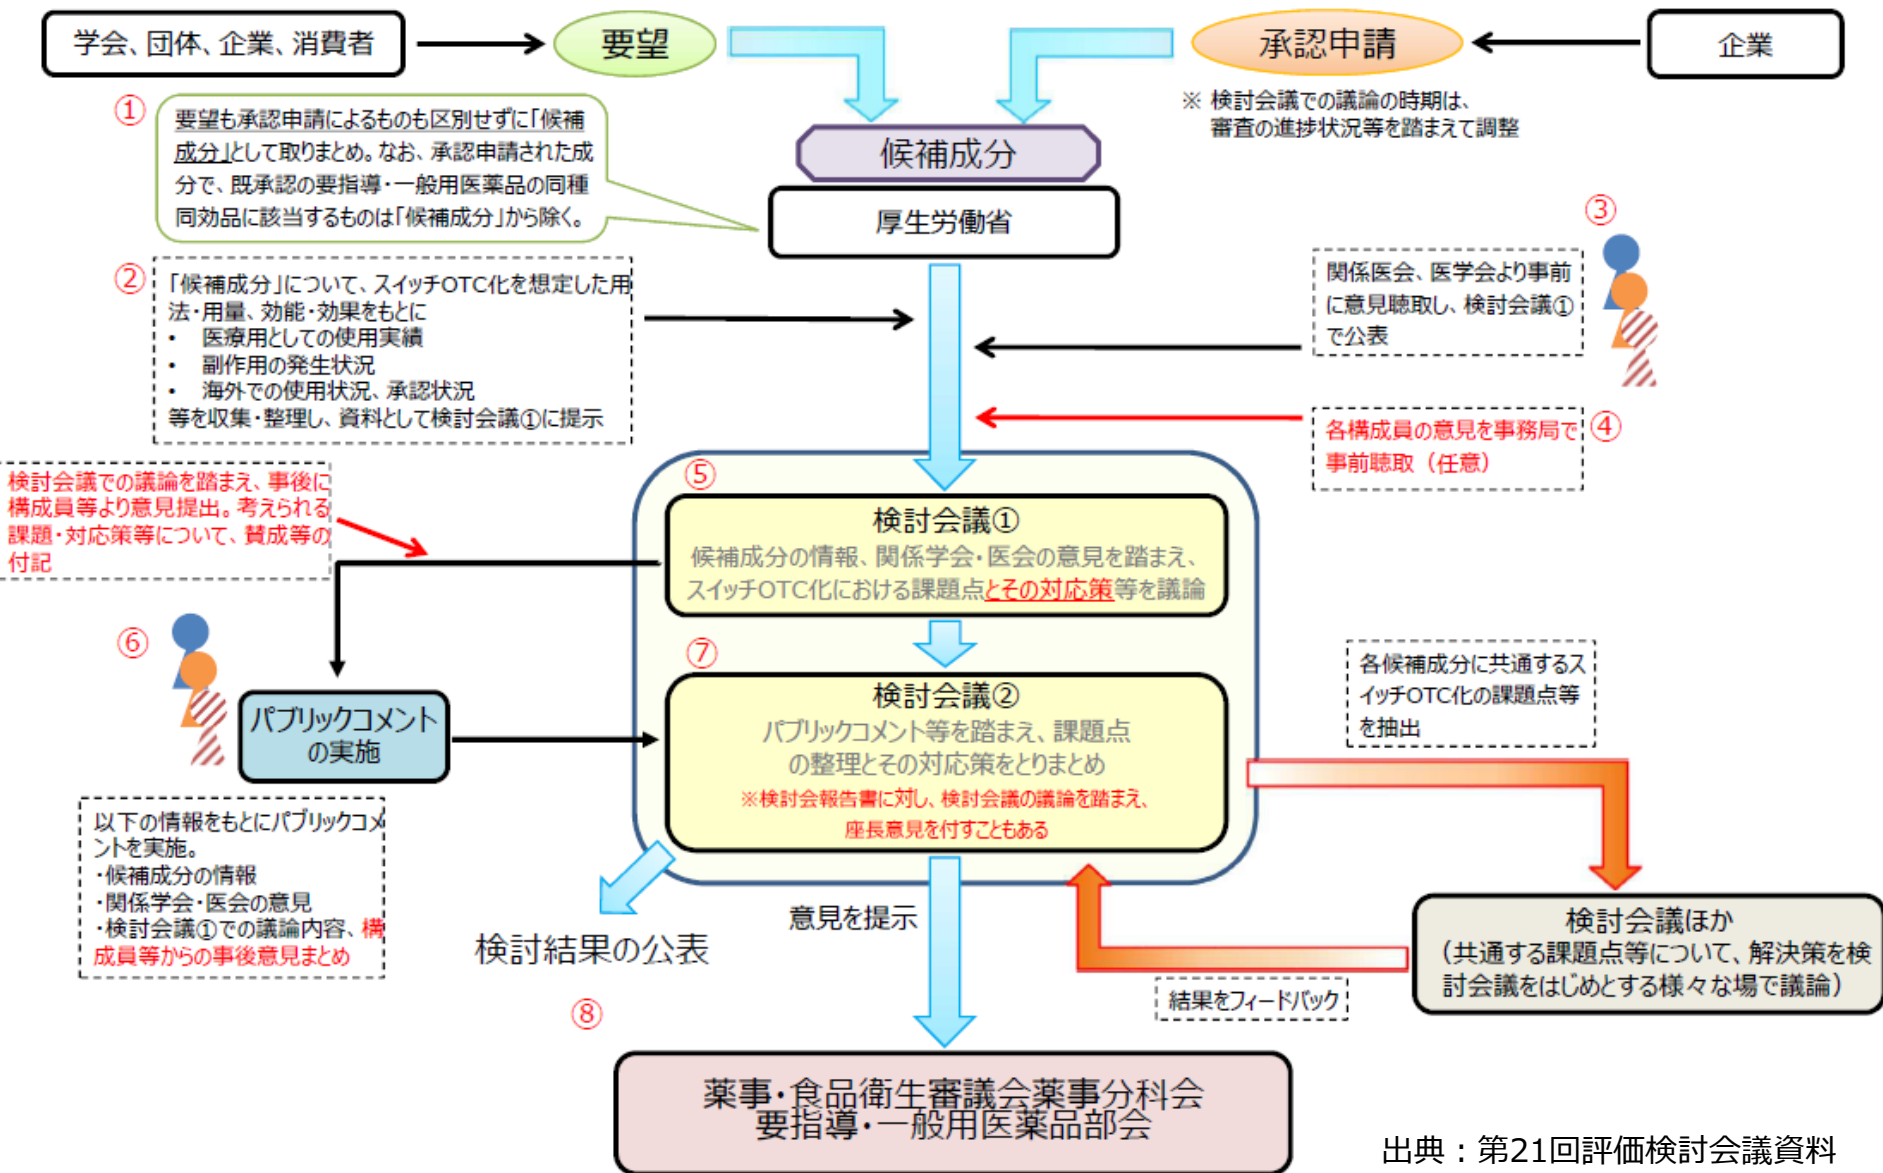 学会、団体、企業、消費者
要望
承認申請
企業
※ 検討会議での議論の時期は、
審査の進捗状況等を踏まえて調整
①
要望も承認申請によるものも区別せずに「候補
成分」として取りまとめ。なお、承認申請された成
分で、既承認の要指導・一般用医薬品の同種
同効品に該当するものは「候補成分」から除く。
候補成分
厚生労働省
②
「候補成分」について、スイッチOTC化を想定した用
法・用量、効能・効果をもとに
• 医療用としての使用実績
• 副作用の発生状況
• 海外での使用状況、承認状況
等を収集・整理し、資料として検討会議①に提示
③
関係医会、医学会より事前
に意見聴取し、検討会議①
で公表
④
各構成員の意見を事務局で
事前聴取（任意）
検討会議での議論を踏まえ、事後に
構成員等より意見提出。考えられる
課題・対応策等について、賛成等の
付記
⑤
検討会議①
候補成分の情報、関係学会・医会の意見を踏まえ、
スイッチOTC化における課題点とその対応策等を議論
⑥
パブリックコメント
の実施
以下の情報をもとにパブリックコメ
ントを実施。
・候補成分の情報
・関係学会・医会の意見
・検討会議①での議論内容、構
成員等からの事後意見まとめ
⑦
検討会議②
パブリックコメント等を踏まえ、課題点
の整理とその対応策をとりまとめ
※検討会報告書に対し、検討会議の議論を踏まえ、
座長意見を付すこともある
各候補成分に共通するス
イッチOTC化の課題点等
を抽出
検討会議ほか
（共通する課題点等について、解決策を検
討会議をはじめとする様々な場で議論）
結果をフィードバック
意見を提示
検討結果の公表
⑧
薬事・食品衛生審議会薬事分科会
要指導・一般用医薬品部会
出典：第21回評価検討会議資料